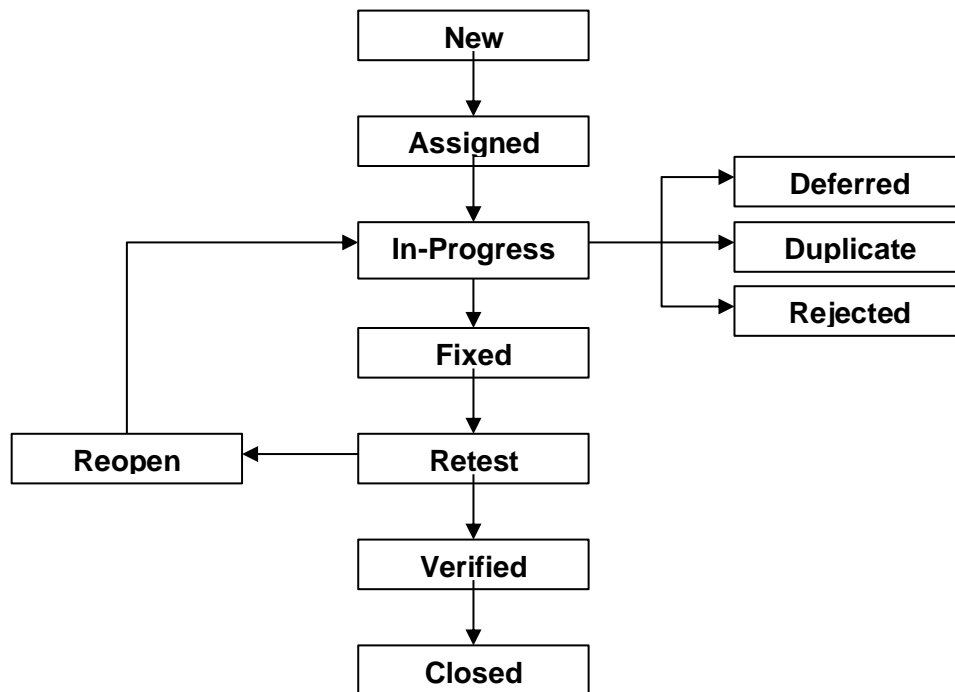 New
Assigned
Deferred
In-Progress
Duplicate
Rejected
Fixed
Reopen
Retest
Verified
Closed